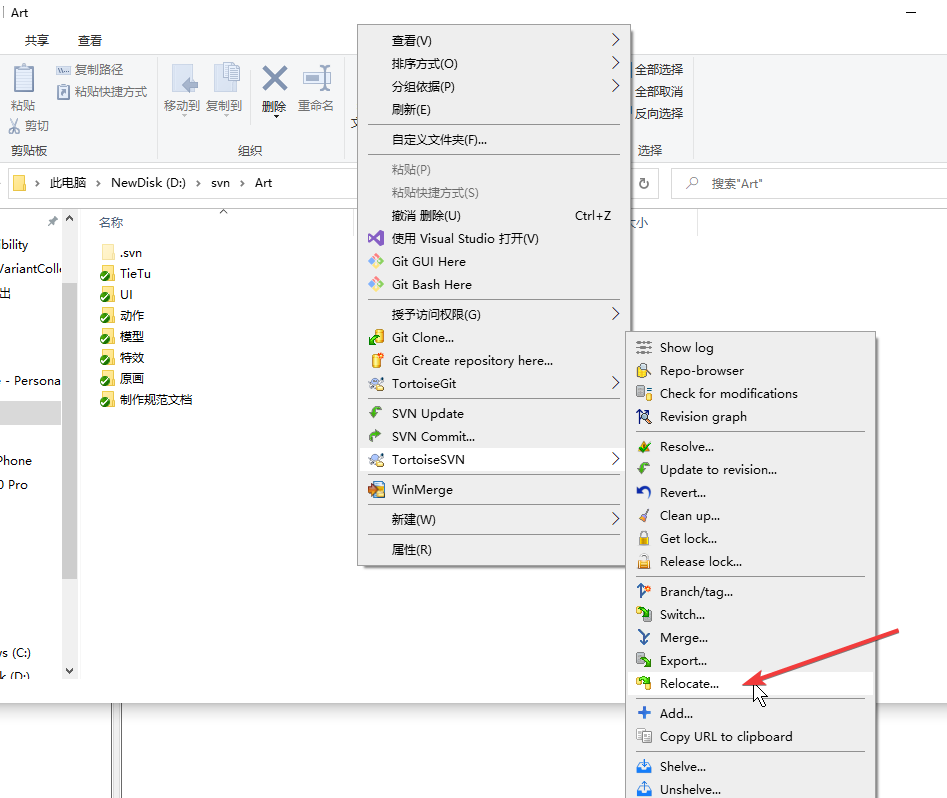 Art
共享
查看
粘贴
复制路径
粘贴快捷方式
剪切
剪贴板
移动到
复制到
删除
重命名
组织
全部选择
全部取消
反向选择
选择
此电脑
NewDisk (D:)
svn
Art
搜索"Art"
名称
大小
.svn
TieTu
UI
动作
模型
特效
原画
制作规范文档
bility
VariantColl
出
- Persona
Phone
0 Pro
vs (C:)
k (D:)
查看(V)
排序方式(O)
分组依据(P)
刷新(E)
自定义文件夹(F)...
粘贴(P)
粘贴快捷方式(S)
撤消 删除(U) Ctrl+Z
使用 Visual Studio 打开(V)
Git GUI Here
Git Bash Here
授予访问权限(G)
Git Clone...
Git Create repository here...
TortoiseGit
SVN Update
SVN Commit...
TortoiseSVN
WinMerge
新建(W)
属性(R)
Show log
Repo-browser
Check for modifications
Revision graph
Resolve...
Update to revision...
Revert...
Clean up...
Get lock...
Release lock...
Branch/tag...
Switch...
Merge...
Export...
Relocate...
Add...
Copy URL to clipboard
Shelve...
Unshelve...